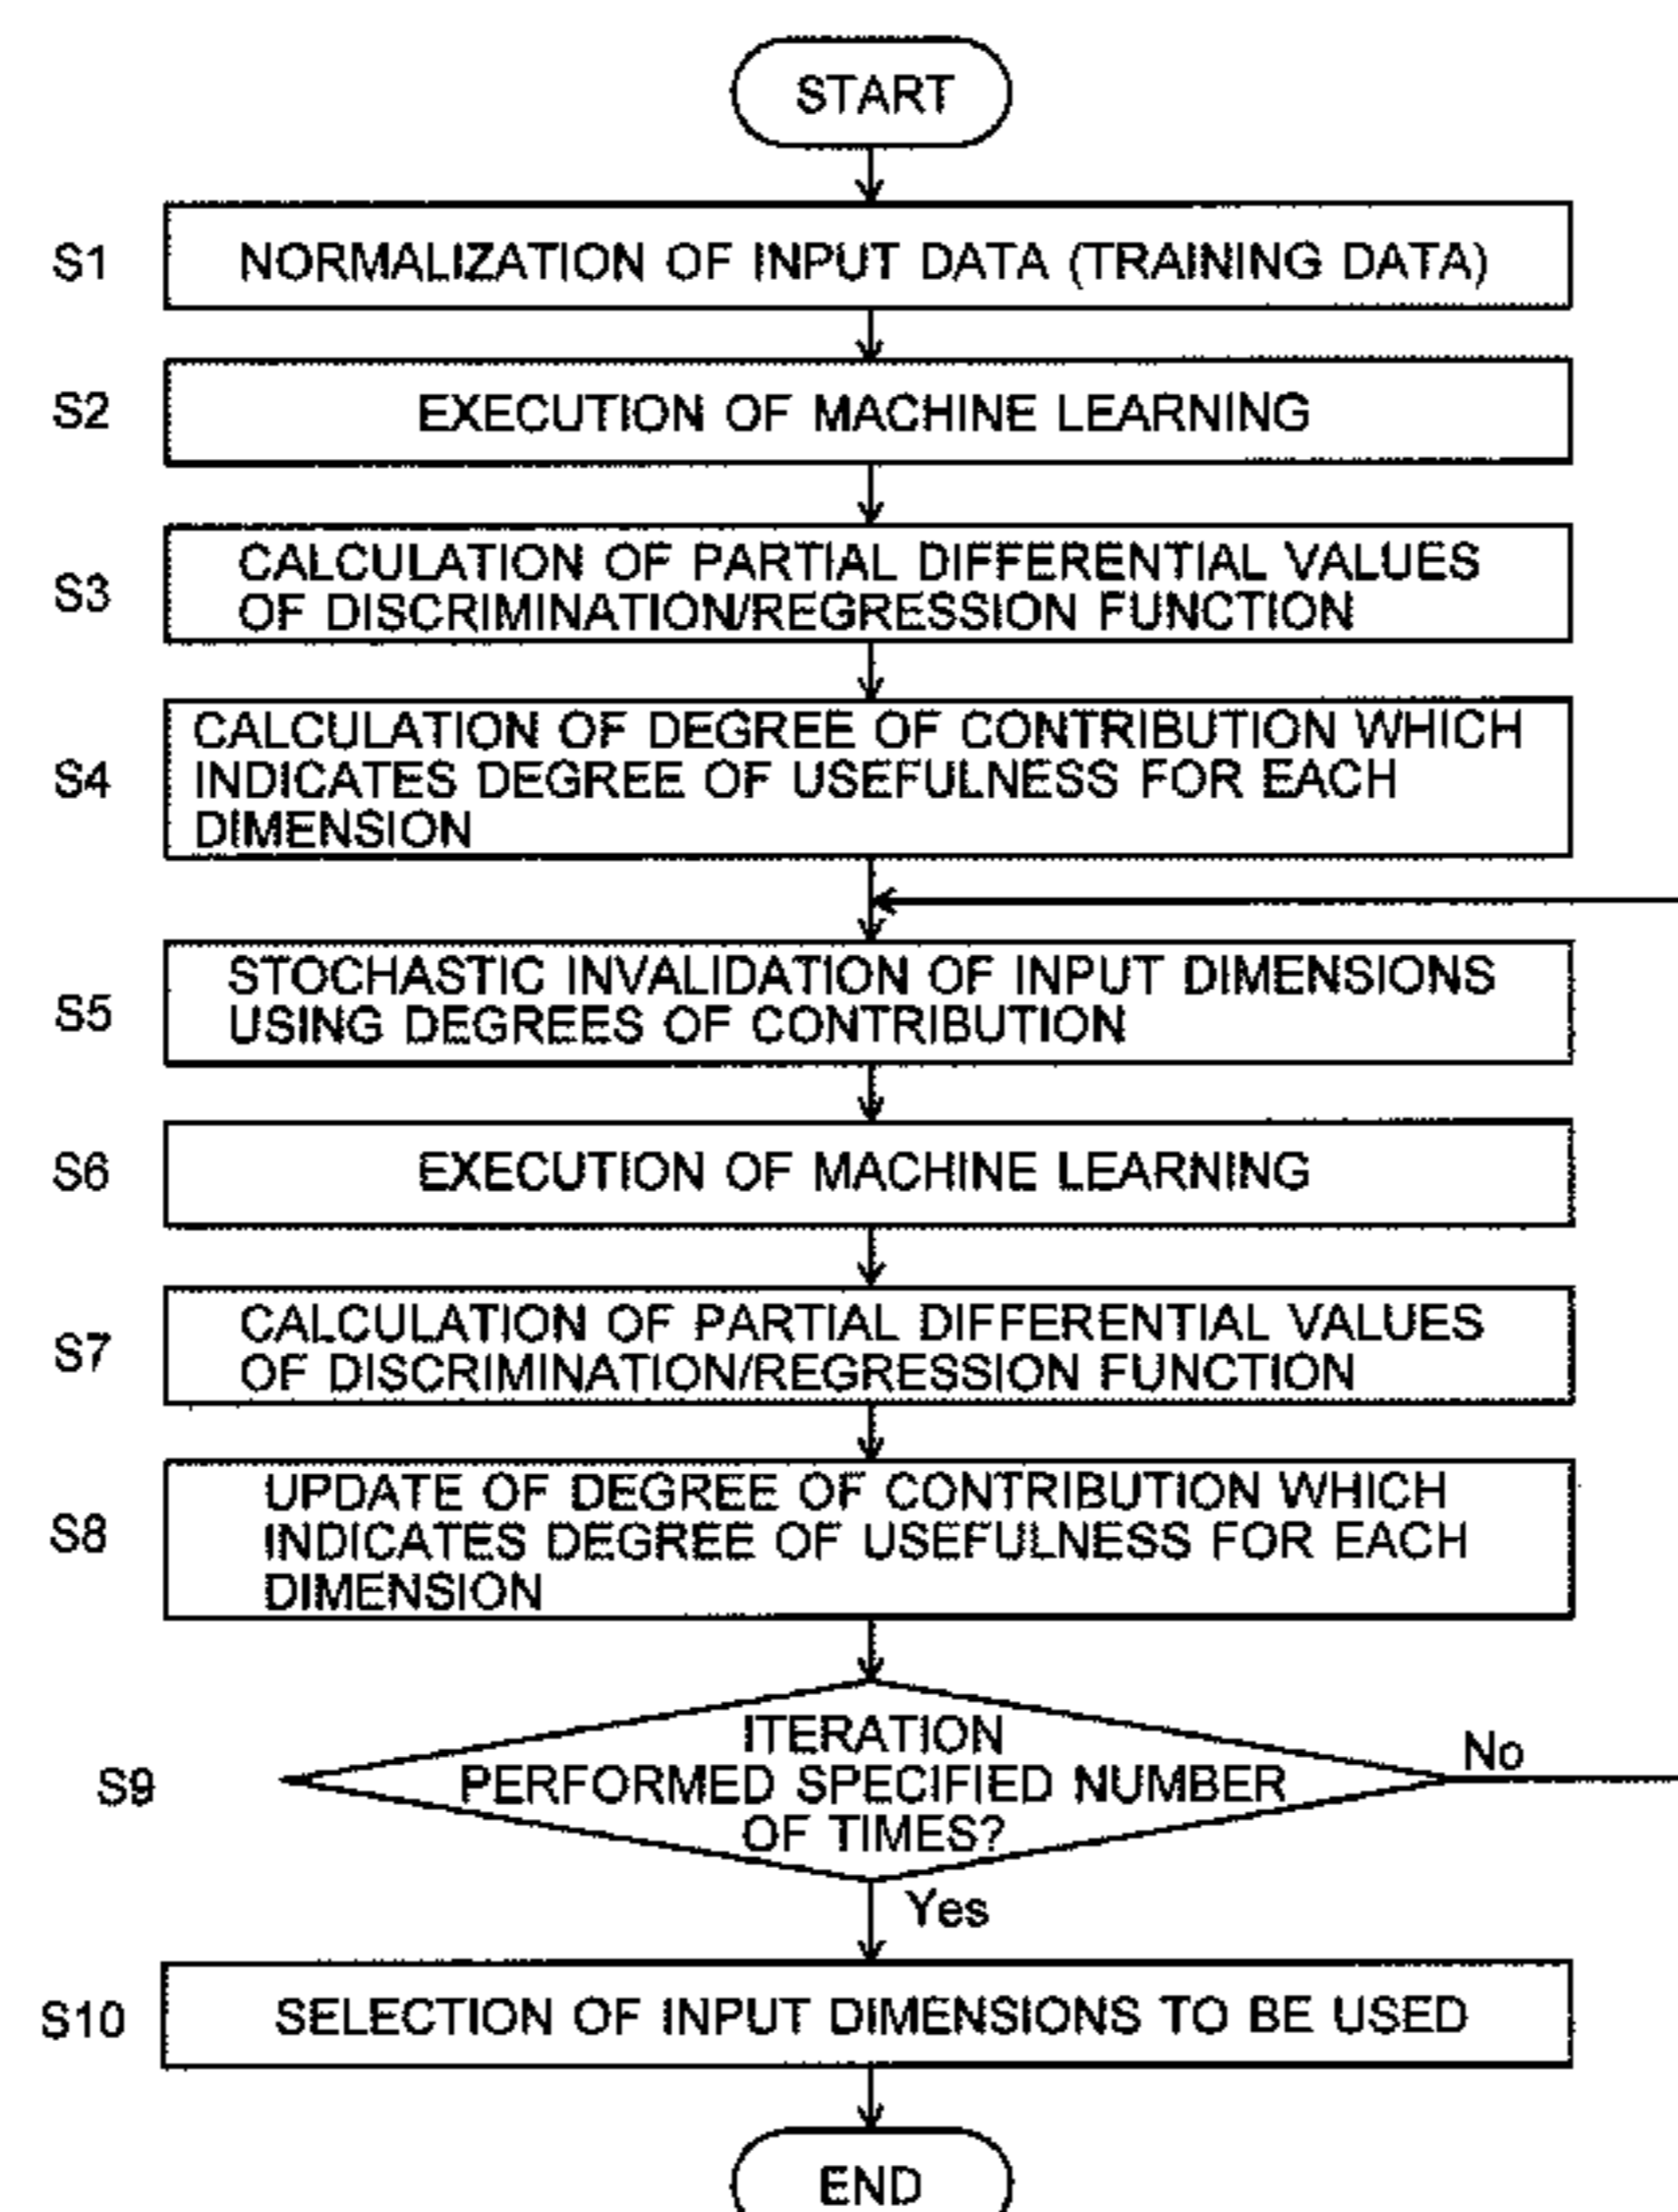 START
S1
NORMALIZATION OF INPUT DATA (TRAINING DATA)
S2
EXECUTION OF MACHINE LEARNING
S3
CALCULATION OF PARTIAL DIFFERENTIAL VALUES
OF DISCRIMINATION/REGRESSION FUNCTION
S4
CALCULATION OF DEGREE OF CONTRIBUTION WHICH
INDICATES DEGREE OF USEFULNESS FOR EACH
DIMENSION
S5
STOCHASTIC INVALIDATION OF INPUT DIMENSIONS
USING DEGREES OF CONTRIBUTION
S6
EXECUTION OF MACHINE LEARNING
S7
CALCULATION OF PARTIAL DIFFERENTIAL VALUES
OF DISCRIMINATION/REGRESSION FUNCTION
S8
UPDATE OF DEGREE OF CONTRIBUTION WHICH
INDICATES DEGREE OF USEFULNESS FOR EACH
DIMENSION
S9
ITERATION
PERFORMED SPECIFIED NUMBER
OF TIMES?
No
Yes
S10
SELECTION OF INPUT DIMENSIONS TO BE USED
END